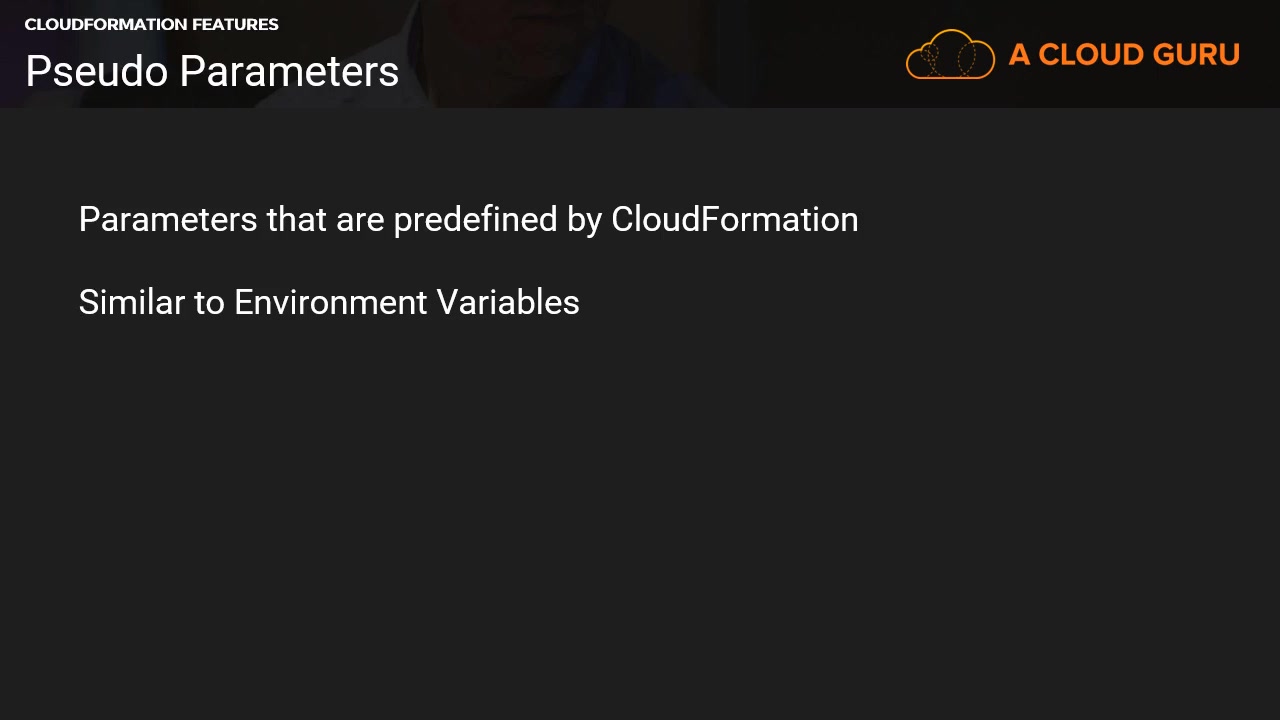 CLOUDFORMATION FEATURES
Pseudo Parameters
A CLOUD GURU
Parameters that are predefined by CloudFormation
Similar to Environment Variables